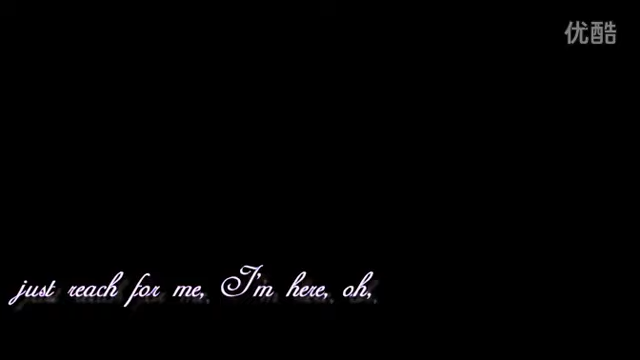 优酷
just reach for me, I'm here, oh,